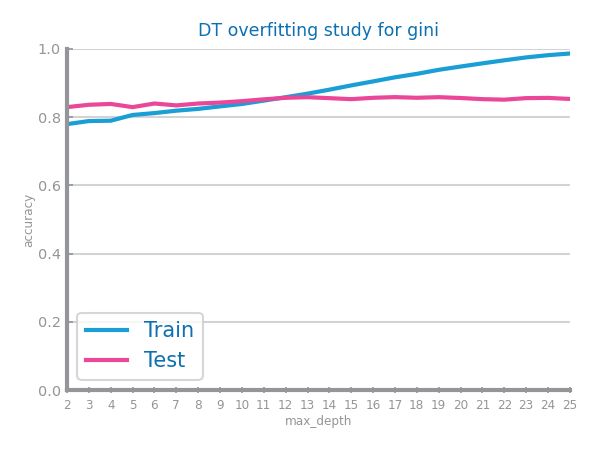 DT overfitting study for gini
1.0
0.8
0.6
0.4
0.2
0.0
accuracy
Train
Test
2 3 4 5 6 7 8 9 10 11 12 13 14 15 16 17 18 19 20 21 22 23 24 25
max_depth